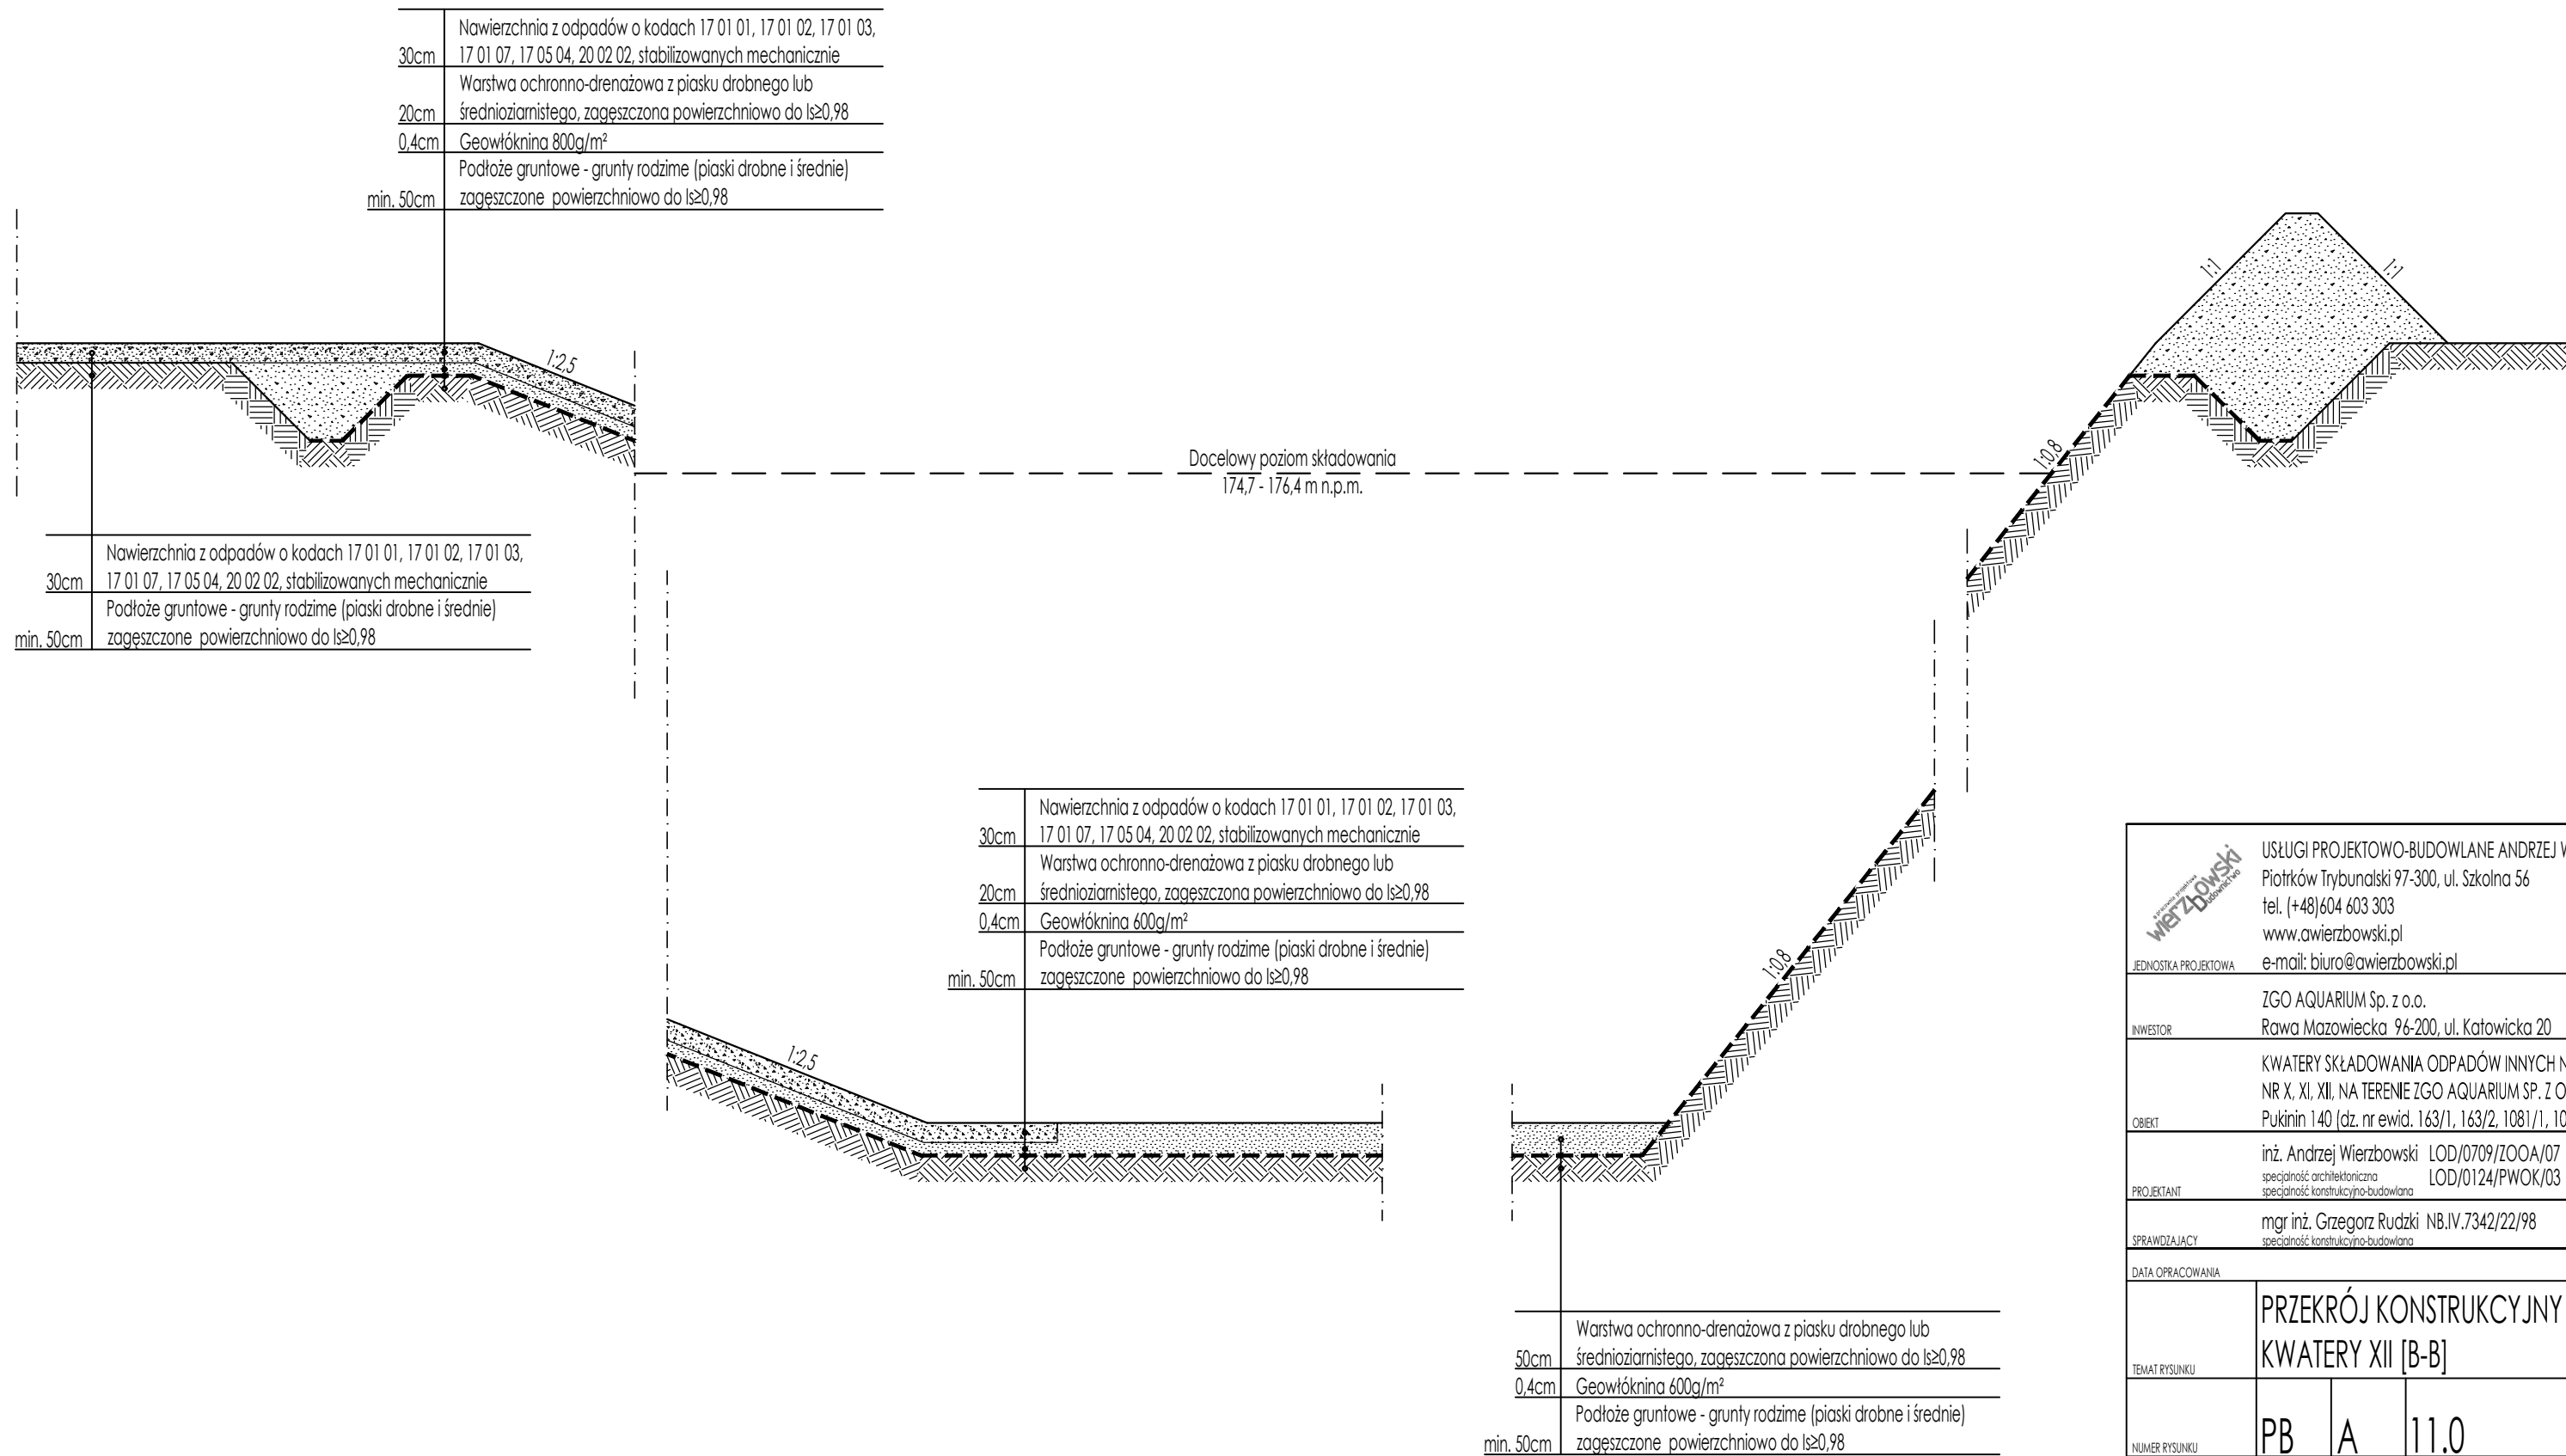 Nawierzchnia z odpadów o kodach 17 01 01, 17 01 02, 17 01 03,
30cm 17 01 07, 17 05 04, 20 02 02, stabilizowanych mechanicznie
Warstwa ochronno-drenażowa z piasku drobnego lub
20cm średnioziarnistego, zagęszczona powierzchniowo do Is≥0,98
0,4cm Geowłóknina 800g/m²
Podłoże gruntowe - grunty rodzime (piaski drobne i średnie)
min. 50cm zagęszczone powierzchniowo do Is≥0,98
1:2,5
1:1
1:1
1:0,8
Docelowy poziom składowania
174,7 - 176,4 m n.p.m.
Nawierzchnia z odpadów o kodach 17 01 01, 17 01 02, 17 01 03,
30cm 17 01 07, 17 05 04, 20 02 02, stabilizowanych mechanicznie
Podłoże gruntowe - grunty rodzime (piaski drobne i średnie)
min. 50cm zagęszczone powierzchniowo do Is≥0,98
Nawierzchnia z odpadów o kodach 17 01 01, 17 01 02, 17 01 03,
30cm 17 01 07, 17 05 04, 20 02 02, stabilizowanych mechanicznie
Warstwa ochronno-drenażowa z piasku drobnego lub
20cm średnioziarnistego, zagęszczona powierzchniowo do Is≥0,98
0,4cm Geowłóknina 600g/m²
Podłoże gruntowe - grunty rodzime (piaski drobne i średnie)
min. 50cm zagęszczone powierzchniowo do Is≥0,98
1:2,5
1:0,8
Warstwa ochronno-drenażowa z piasku drobnego lub
50cm średnioziarnistego, zagęszczona powierzchniowo do Is≥0,98
0,4cm Geowłóknina 600g/m²
Podłoże gruntowe - grunty rodzime (piaski drobne i średnie)
min. 50cm zagęszczone powierzchniowo do Is≥0,98
pracownia projektowa
wierzbowski
budownictwo
USŁUGI PROJEKTOWO-BUDOWLANE ANDRZEJ W
Piotrków Trybunalski 97-300, ul. Szkolna 56
tel. (+48)604 603 303
www.awierzbowski.pl
JEDNOSTKA PROJEKTOWA e-mail: biuro@awierzbowski.pl
ZGO AQUARIUM Sp. z o.o.
INWESTOR Rawa Mazowiecka 96-200, ul. Katowicka 20
KWATERY SKŁADOWANIA ODPADÓW INNYCH N
NR X, XI, XII, NA TERENIE ZGO AQUARIUM SP. Z O
OBIEKT Pukinin 140 (dz. nr ewid. 163/1, 163/2, 1081/1, 10
inż. Andrzej Wierzbowski LOD/0709/ZOOA/07
specjalność architektoniczna LOD/0124/PWOK/03
PROJEKTANT specjalność konstrukcyjno-budowlana
mgr inż. Grzegorz Rudzki NB.IV.7342/22/98
SPRAWDZAJĄCY specjalność konstrukcyjno-budowlana
DATA OPRACOWANIA
PRZEKRÓJ KONSTRUKCYJNY
TEMAT RYSUNKU KWATERY XII [B-B]
NUMER RYSUNKU PB A 11.0